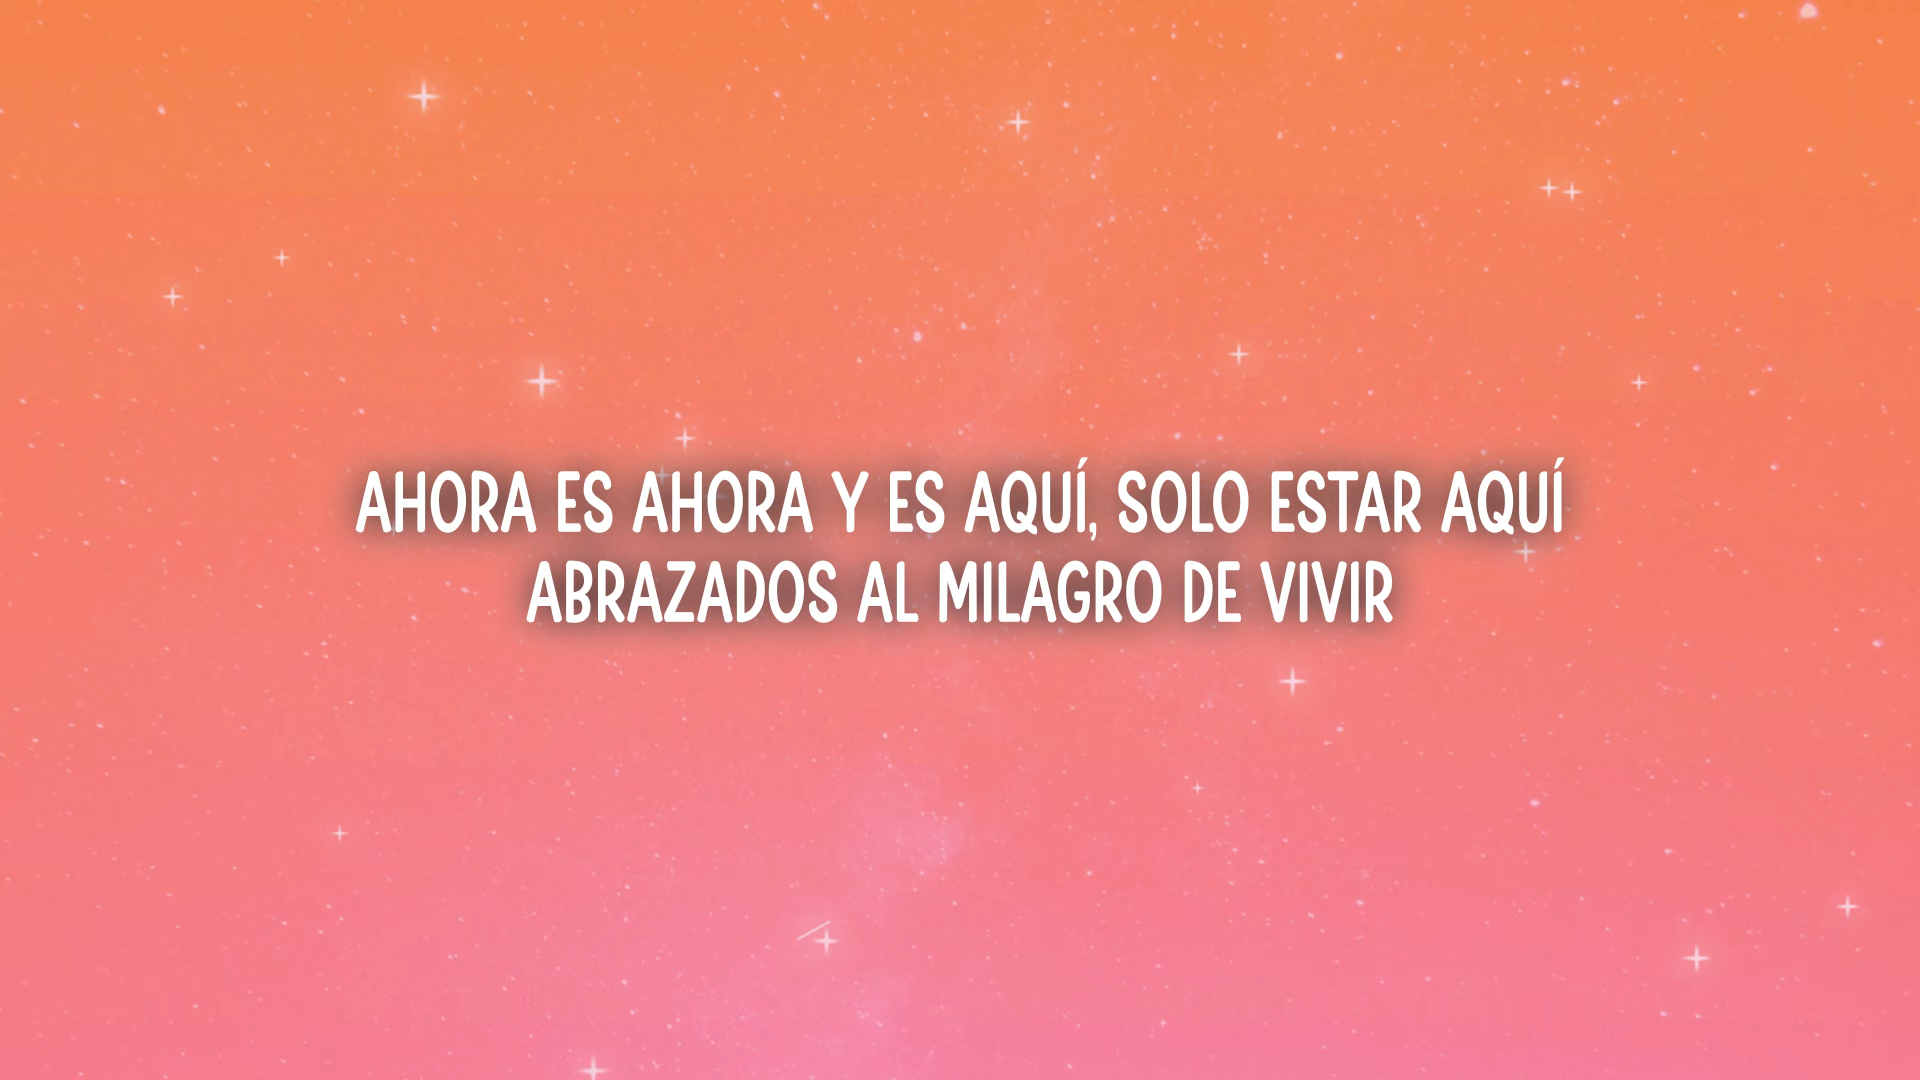 AHORA ES AHORA Y ES AQUÍ, SOLO ESTAR AQUÍ
ABRAZADOS AL MILAGRO DE VIVIR